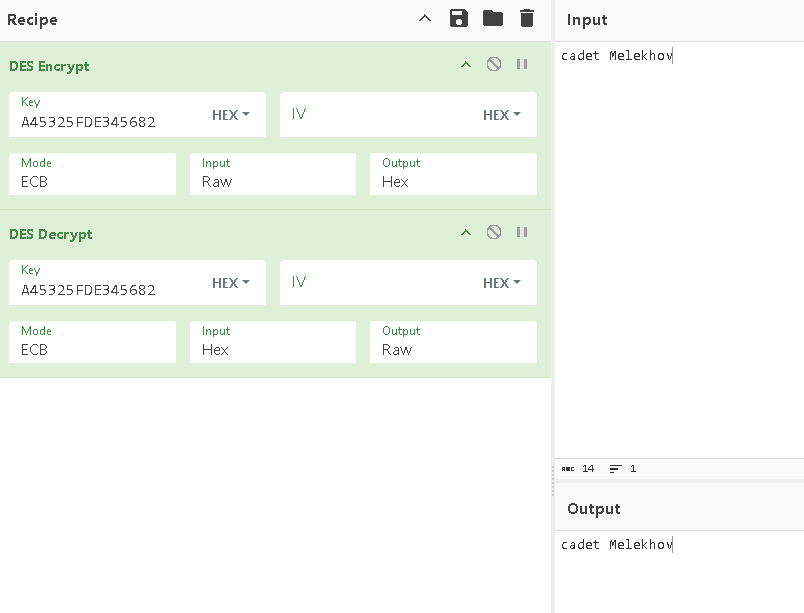 Recipe
DES Encrypt
Key
A45325FDE345682
HEX
IV
HEX
Mode
ECB
Input
Raw
Output
Hex
DES Decrypt
Key
A45325FDE345682
HEX
IV
HEX
Mode
ECB
Input
Hex
Output
Raw
Input
cadet Melekhov
ABC 14 1
Output
cadet Melekhov